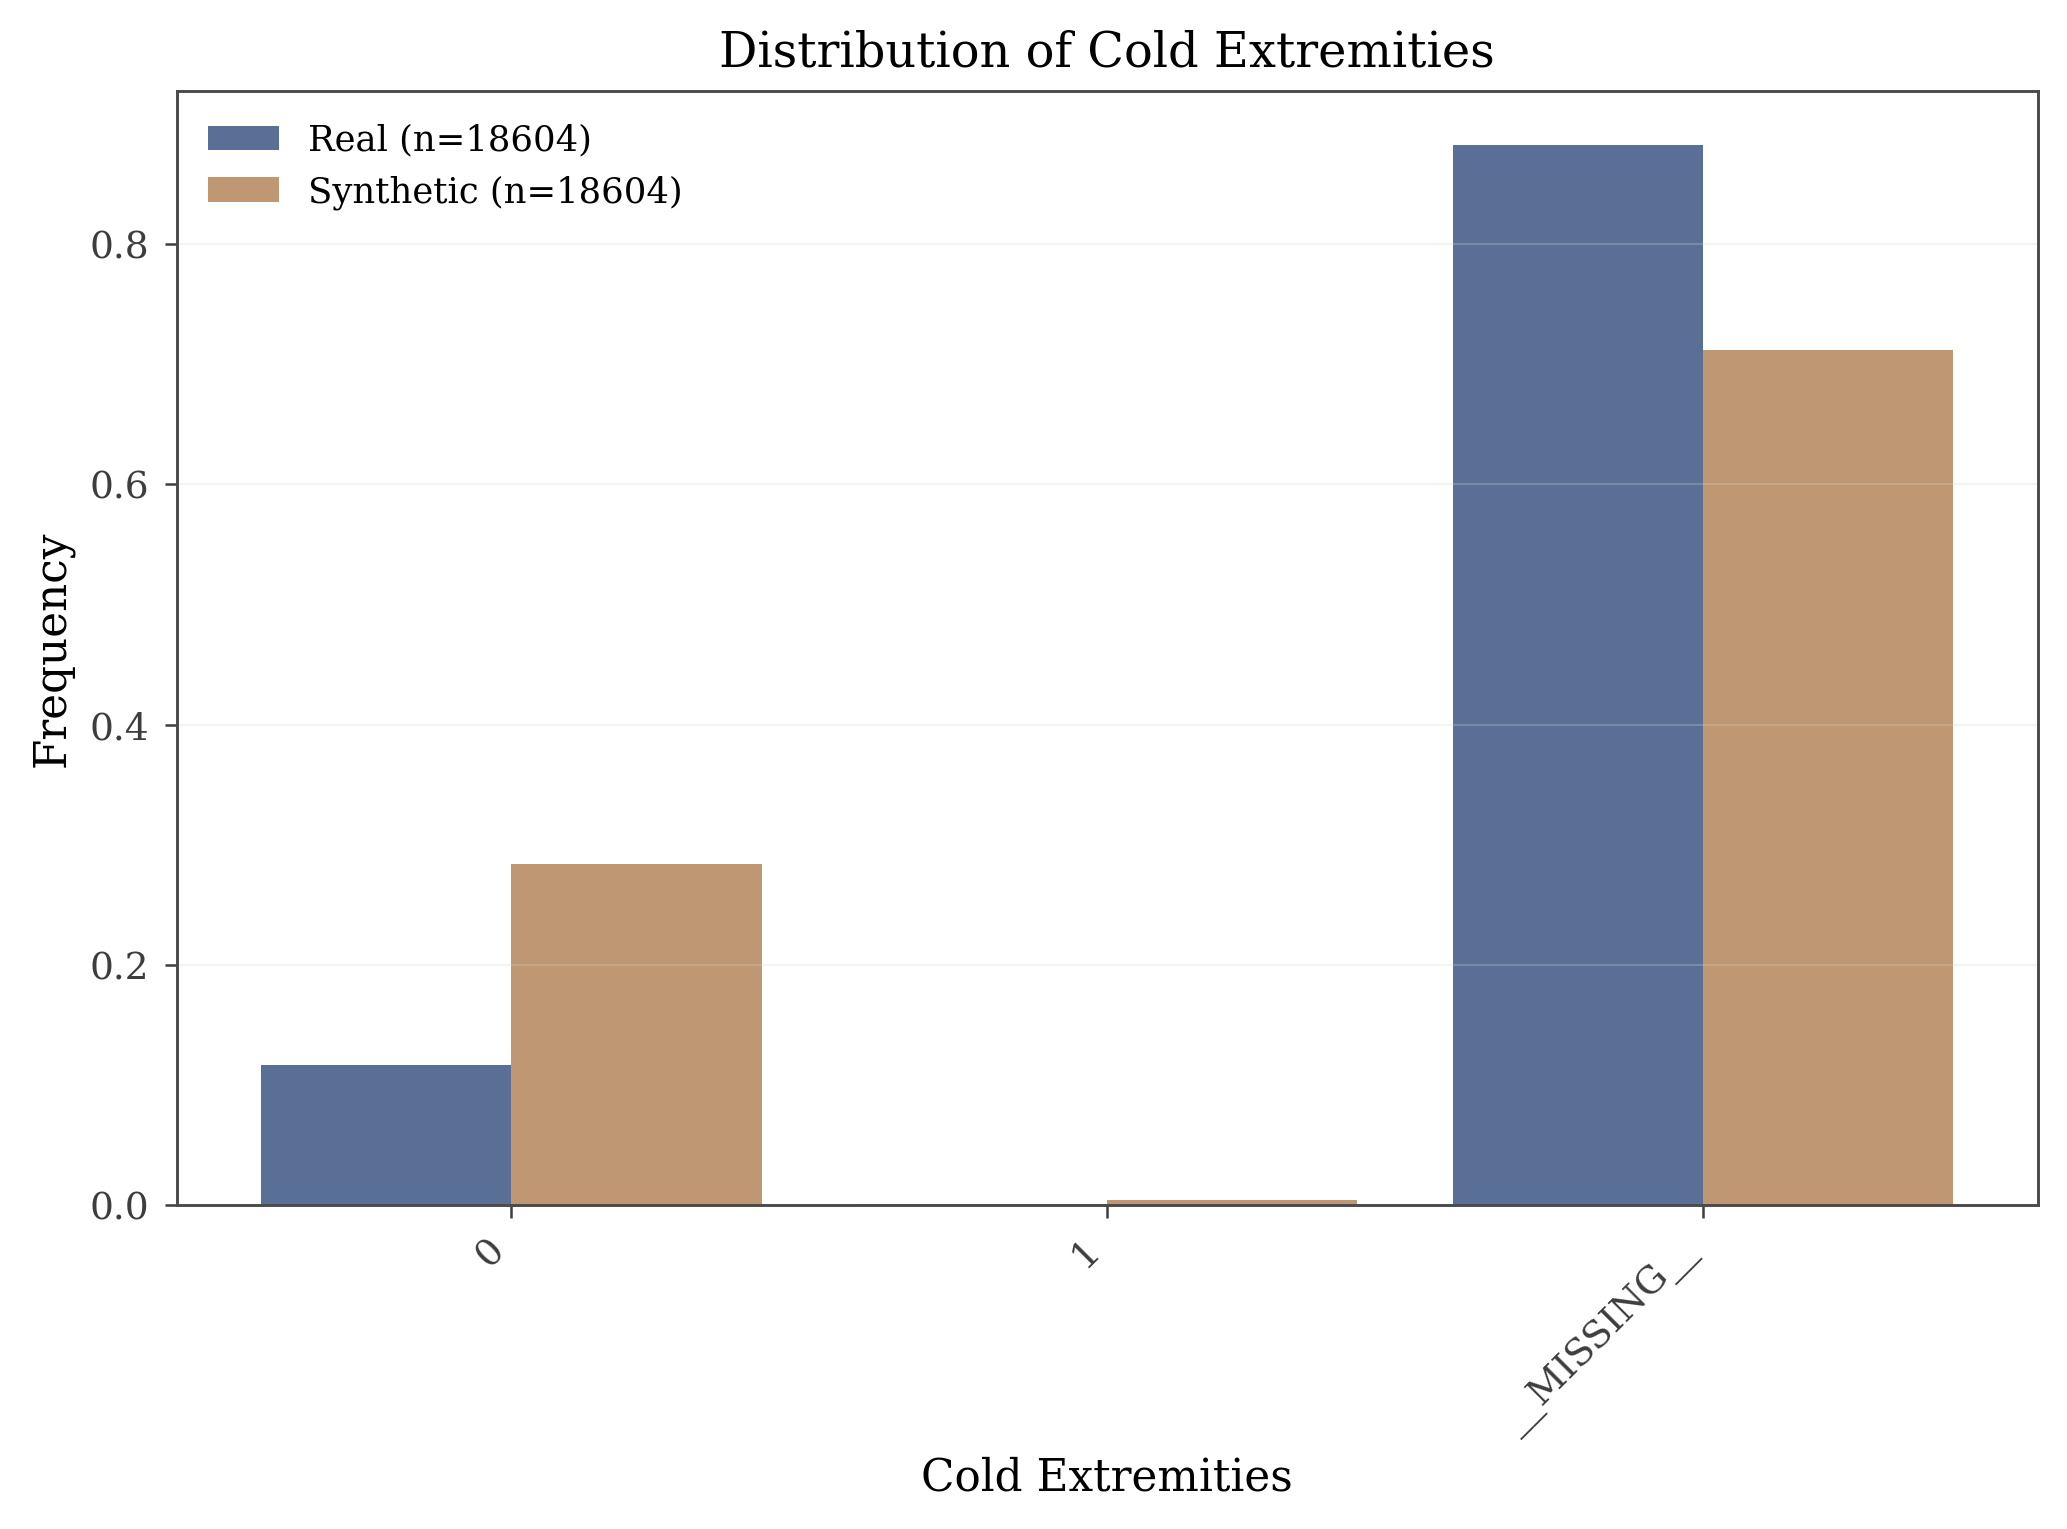 Distribution of Cold Extremities
Real (n=18604)
Synthetic (n=18604)
0.8
0.6
0.4
0.2
0.0
Frequency
0
1
__MISSING__
Cold Extremities